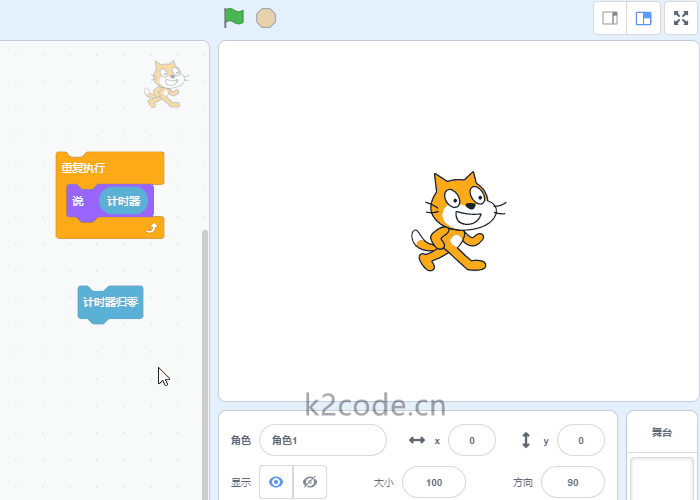 重复执行
说 计时器
计时器归零
k2code.cn
角色 角色1 x 0 y 0
舞台
显示 大小 100 方向 90